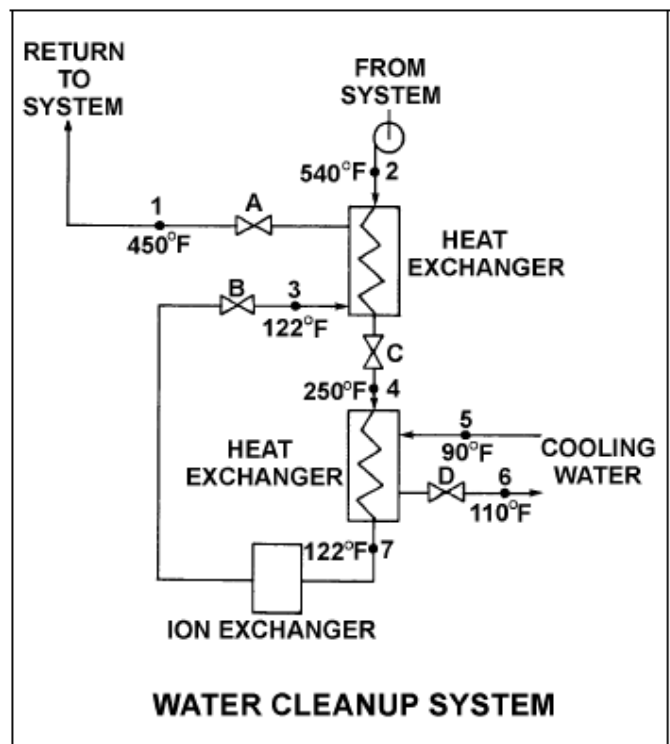 RETURN
TO
SYSTEM
FROM
SYSTEM
540°F 2
1
A
450°F
HEAT
EXCHANGER
B
3
122°F
C
250°F 4
HEAT
EXCHANGER
5
90°F
COOLING
WATER
D
6
110°F
122°F 7
ION EXCHANGER
WATER CLEANUP SYSTEM